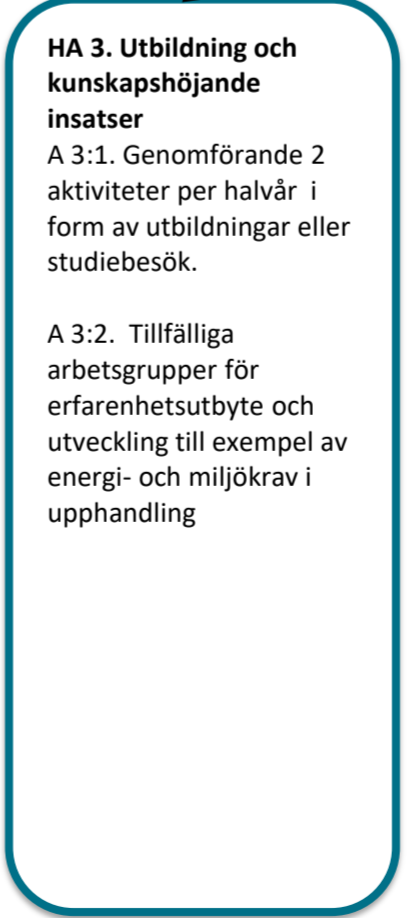 HA 3. Utbildning och
kunskapshöjande
insatser
A 3:1. Genomförande 2
aktiviteter per halvår  i
form av utbildningar eller
studiebesök.
A 3:2.  Tillfälliga
arbetsgrupper för
erfarenhetsutbyte och
utveckling till exempel av
energi- och miljökrav i
upphandling